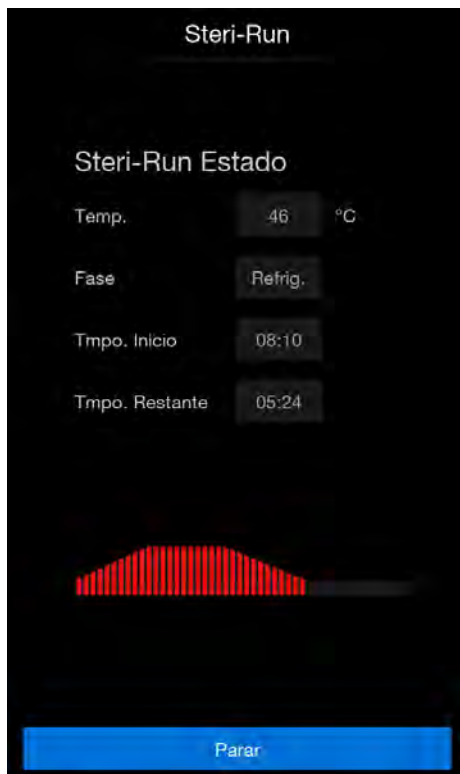 Steri-Run
Steri-Run Estado
Temp. 46 °C
Fase Refrig.
Tmpo. Inicio 08:10
Tmpo. Restante 05:24
Parar